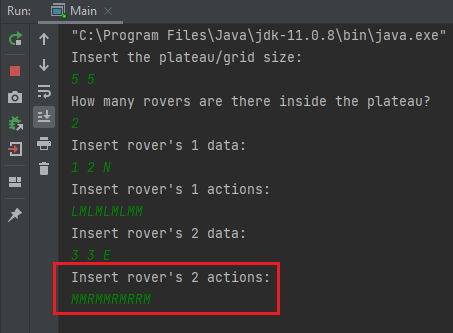 Run: Main
"C:\Program Files\Java\jdk-11.0.8\bin\java.exe"
Insert the plateau/grid size:
5 5
How many rovers are there inside the plateau?
2
Insert rover's 1 data:
1 2 N
Insert rover's 1 actions:
LMLMLMLMM
Insert rover's 2 data:
3 3 E
Insert rover's 2 actions:
MMRMMRMRRM